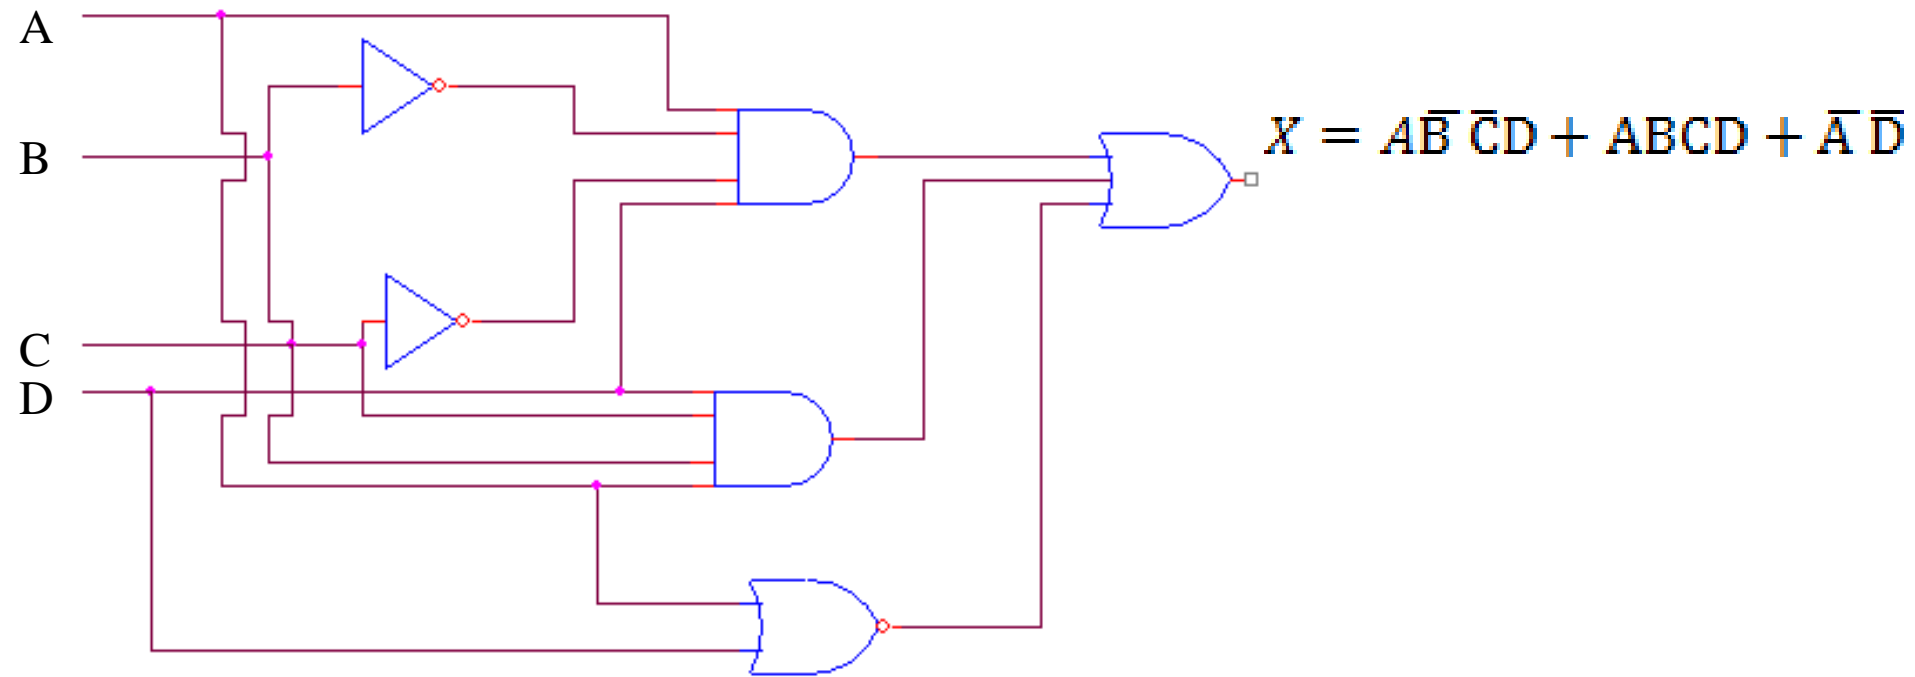 A
B
X = AB̅ C̅D + ABCD + A̅ D̅
C
D